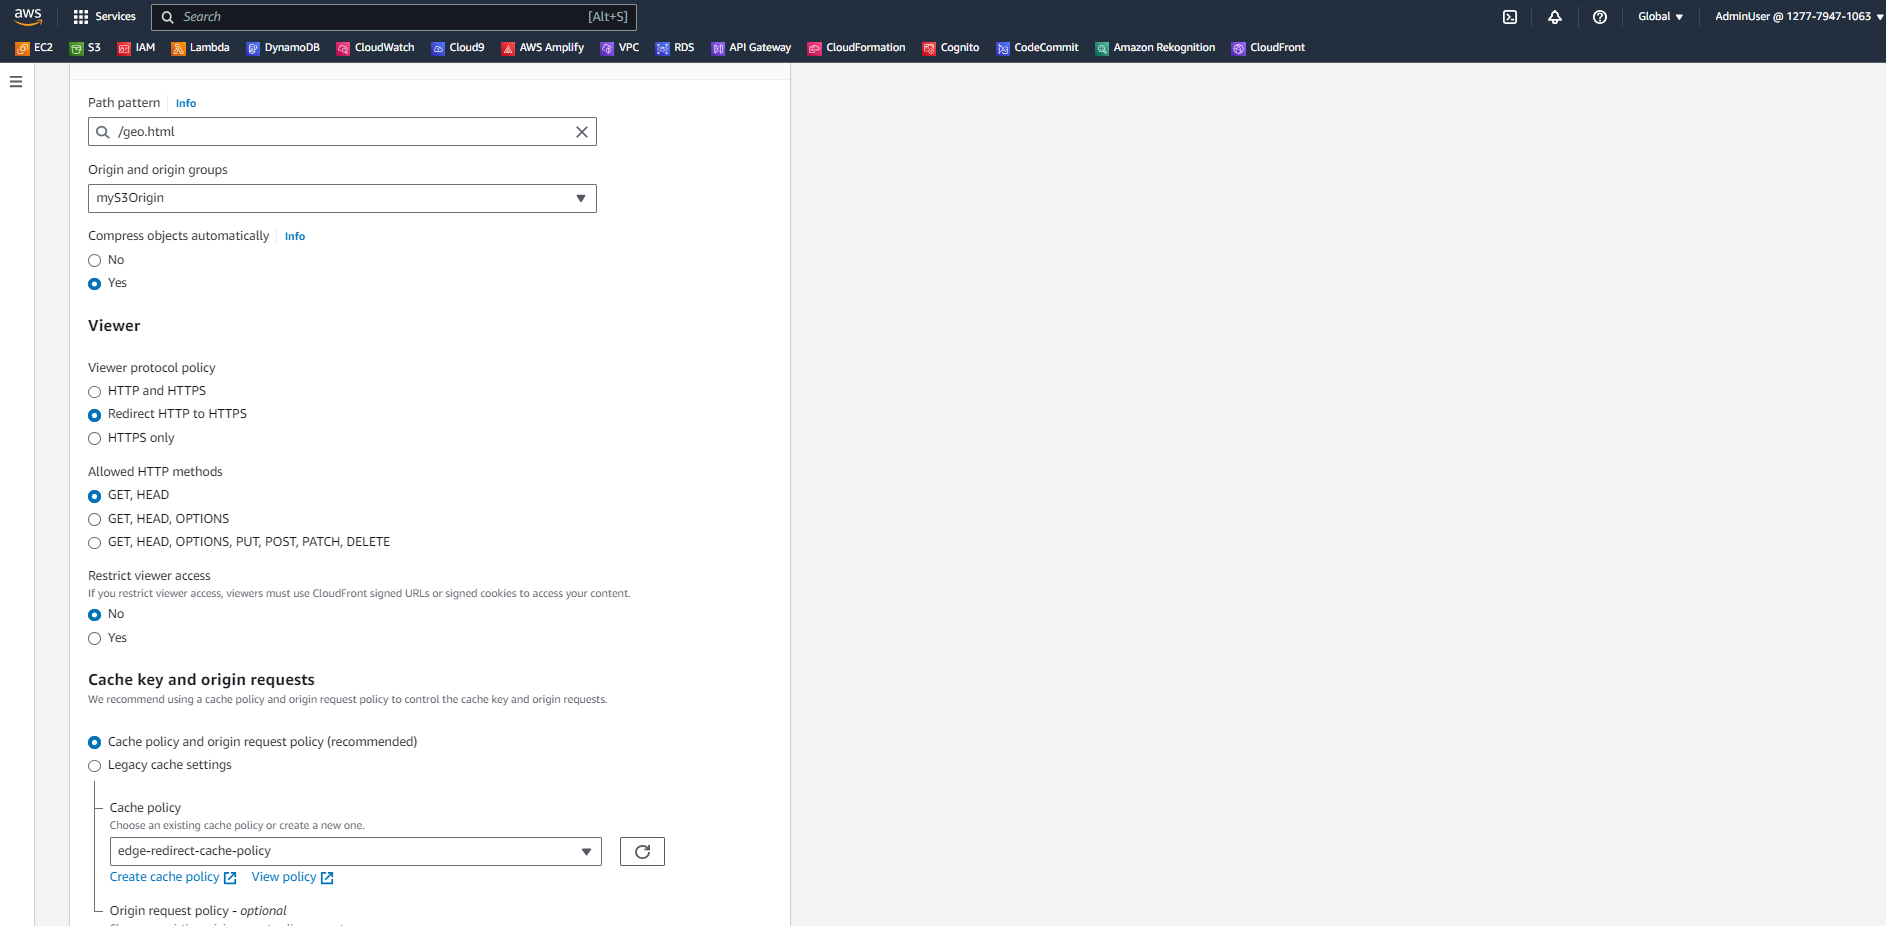 aws Services Search [Alt+S] Global AdminUser @ 1277-7947-1063
EC2 S3 IAM Lambda DynamoDB CloudWatch Cloud9 AWS Amplify VPC RDS API Gateway CloudFormation Cognito CodeCommit Amazon Rekognition CloudFront
Path pattern Info
/geo.html
Origin and origin groups
myS3Origin
Compress objects automatically Info
No
Yes
Viewer
Viewer protocol policy
HTTP and HTTPS
Redirect HTTP to HTTPS
HTTPS only
Allowed HTTP methods
GET, HEAD
GET, HEAD, OPTIONS
GET, HEAD, OPTIONS, PUT, POST, PATCH, DELETE
Restrict viewer access
If you restrict viewer access, viewers must use CloudFront signed URLs or signed cookies to access your content.
No
Yes
Cache key and origin requests
We recommend using a cache policy and origin request policy to control the cache key and origin requests.
Cache policy and origin request policy (recommended)
Legacy cache settings
Cache policy
Choose an existing cache policy or create a new one.
edge-redirect-cache-policy
Create cache policy View policy
Origin request policy - optional